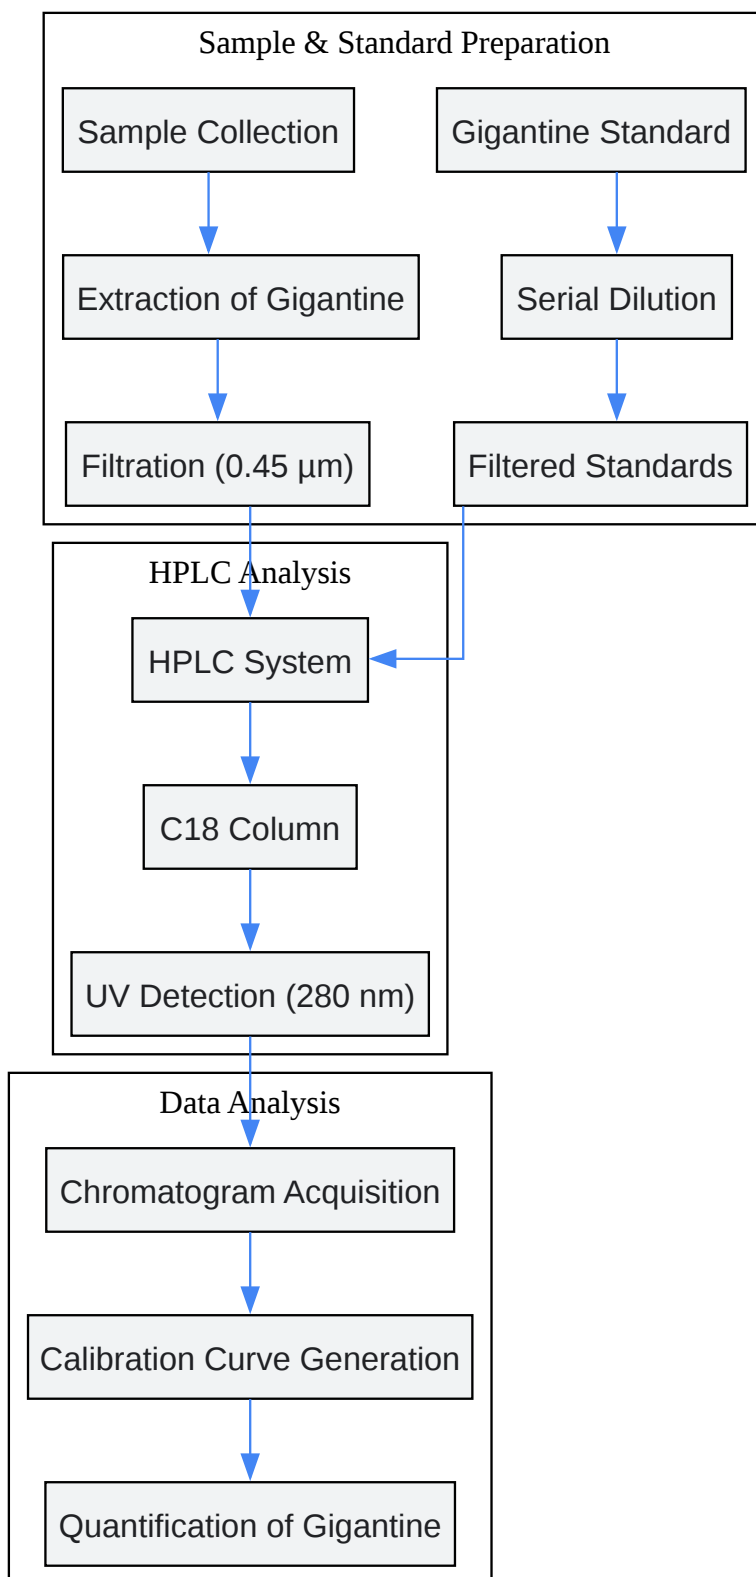 Sample & Standard Preparation
Sample Collection
Gigantine Standard
Extraction of Gigantine
Serial Dilution
Filtration (0.45 µm)
Filtered Standards
HPLC Analysis
HPLC System
C18 Column
UV Detection (280 nm)
Data Analysis
Chromatogram Acquisition
Calibration Curve Generation
Quantification of Gigantine